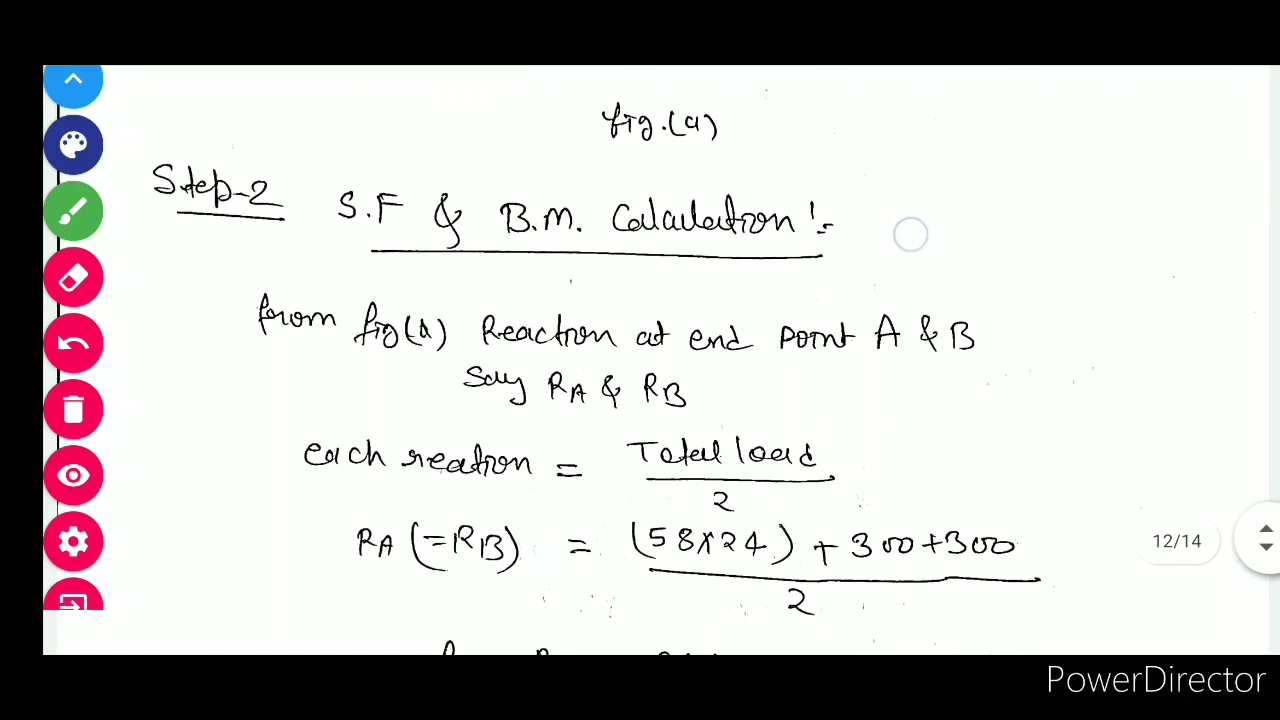 fig.(a)
Step-2 S.F & B.M. Calculation :-
from fig(a) Reaction at end point A & B
Say RA & RB
each reation = Total load
2
RA (=RB) = (58x24) + 300+300
2
12/14
PowerDirector